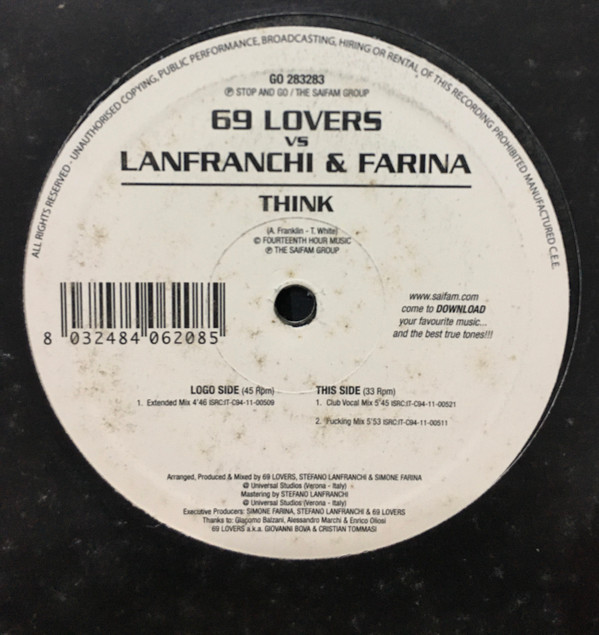 ALL RIGHTS RESERVED - UNAUTHORISED COPYING, PUBLIC PERFORMANCE, BROADCASTING, HIRING OR RENTAL OF THIS RECORDING PROHIBITED MANUFACTURED C.E.E.
GO 283283
℗ STOP AND GO / THE SAIFAM GROUP
69 LOVERS
VS
LANFRANCHI & FARINA
THINK
(A. Franklin - T. White)
© FOURTEENTH HOUR MUSIC
℗ THE SAIFAM GROUP
8 032484 062085
www.saifam.com
come to DOWNLOAD
your favourite music...
and the best true tones!!!
LOGO SIDE (45 Rpm)
1. Extended Mix 4'46 ISRC:IT-C94-11-00509
THIS SIDE (33 Rpm)
1. Club Vocal Mix 5'45 ISRC:IT-C94-11-00521
2. Fucking Mix 5'53 ISRC:IT-C94-11-00511
Arranged, Produced & Mixed by 69 LOVERS, STEFANO LANFRANCHI & SIMONE FARINA
@ Universal Studios (Verona - Italy)
Mastering by STEFANO LANFRANCHI
@ Universal Studios (Verona - Italy)
Executive Producers: SIMONE FARINA, STEFANO LANFRANCHI & 69 LOVERS
Thanks to: Giacomo Balzani, Alessandro Marchi & Enrico Oliosi
69 LOVERS a.k.a. GIOVANNI BOVA & CRISTIAN TOMMASI